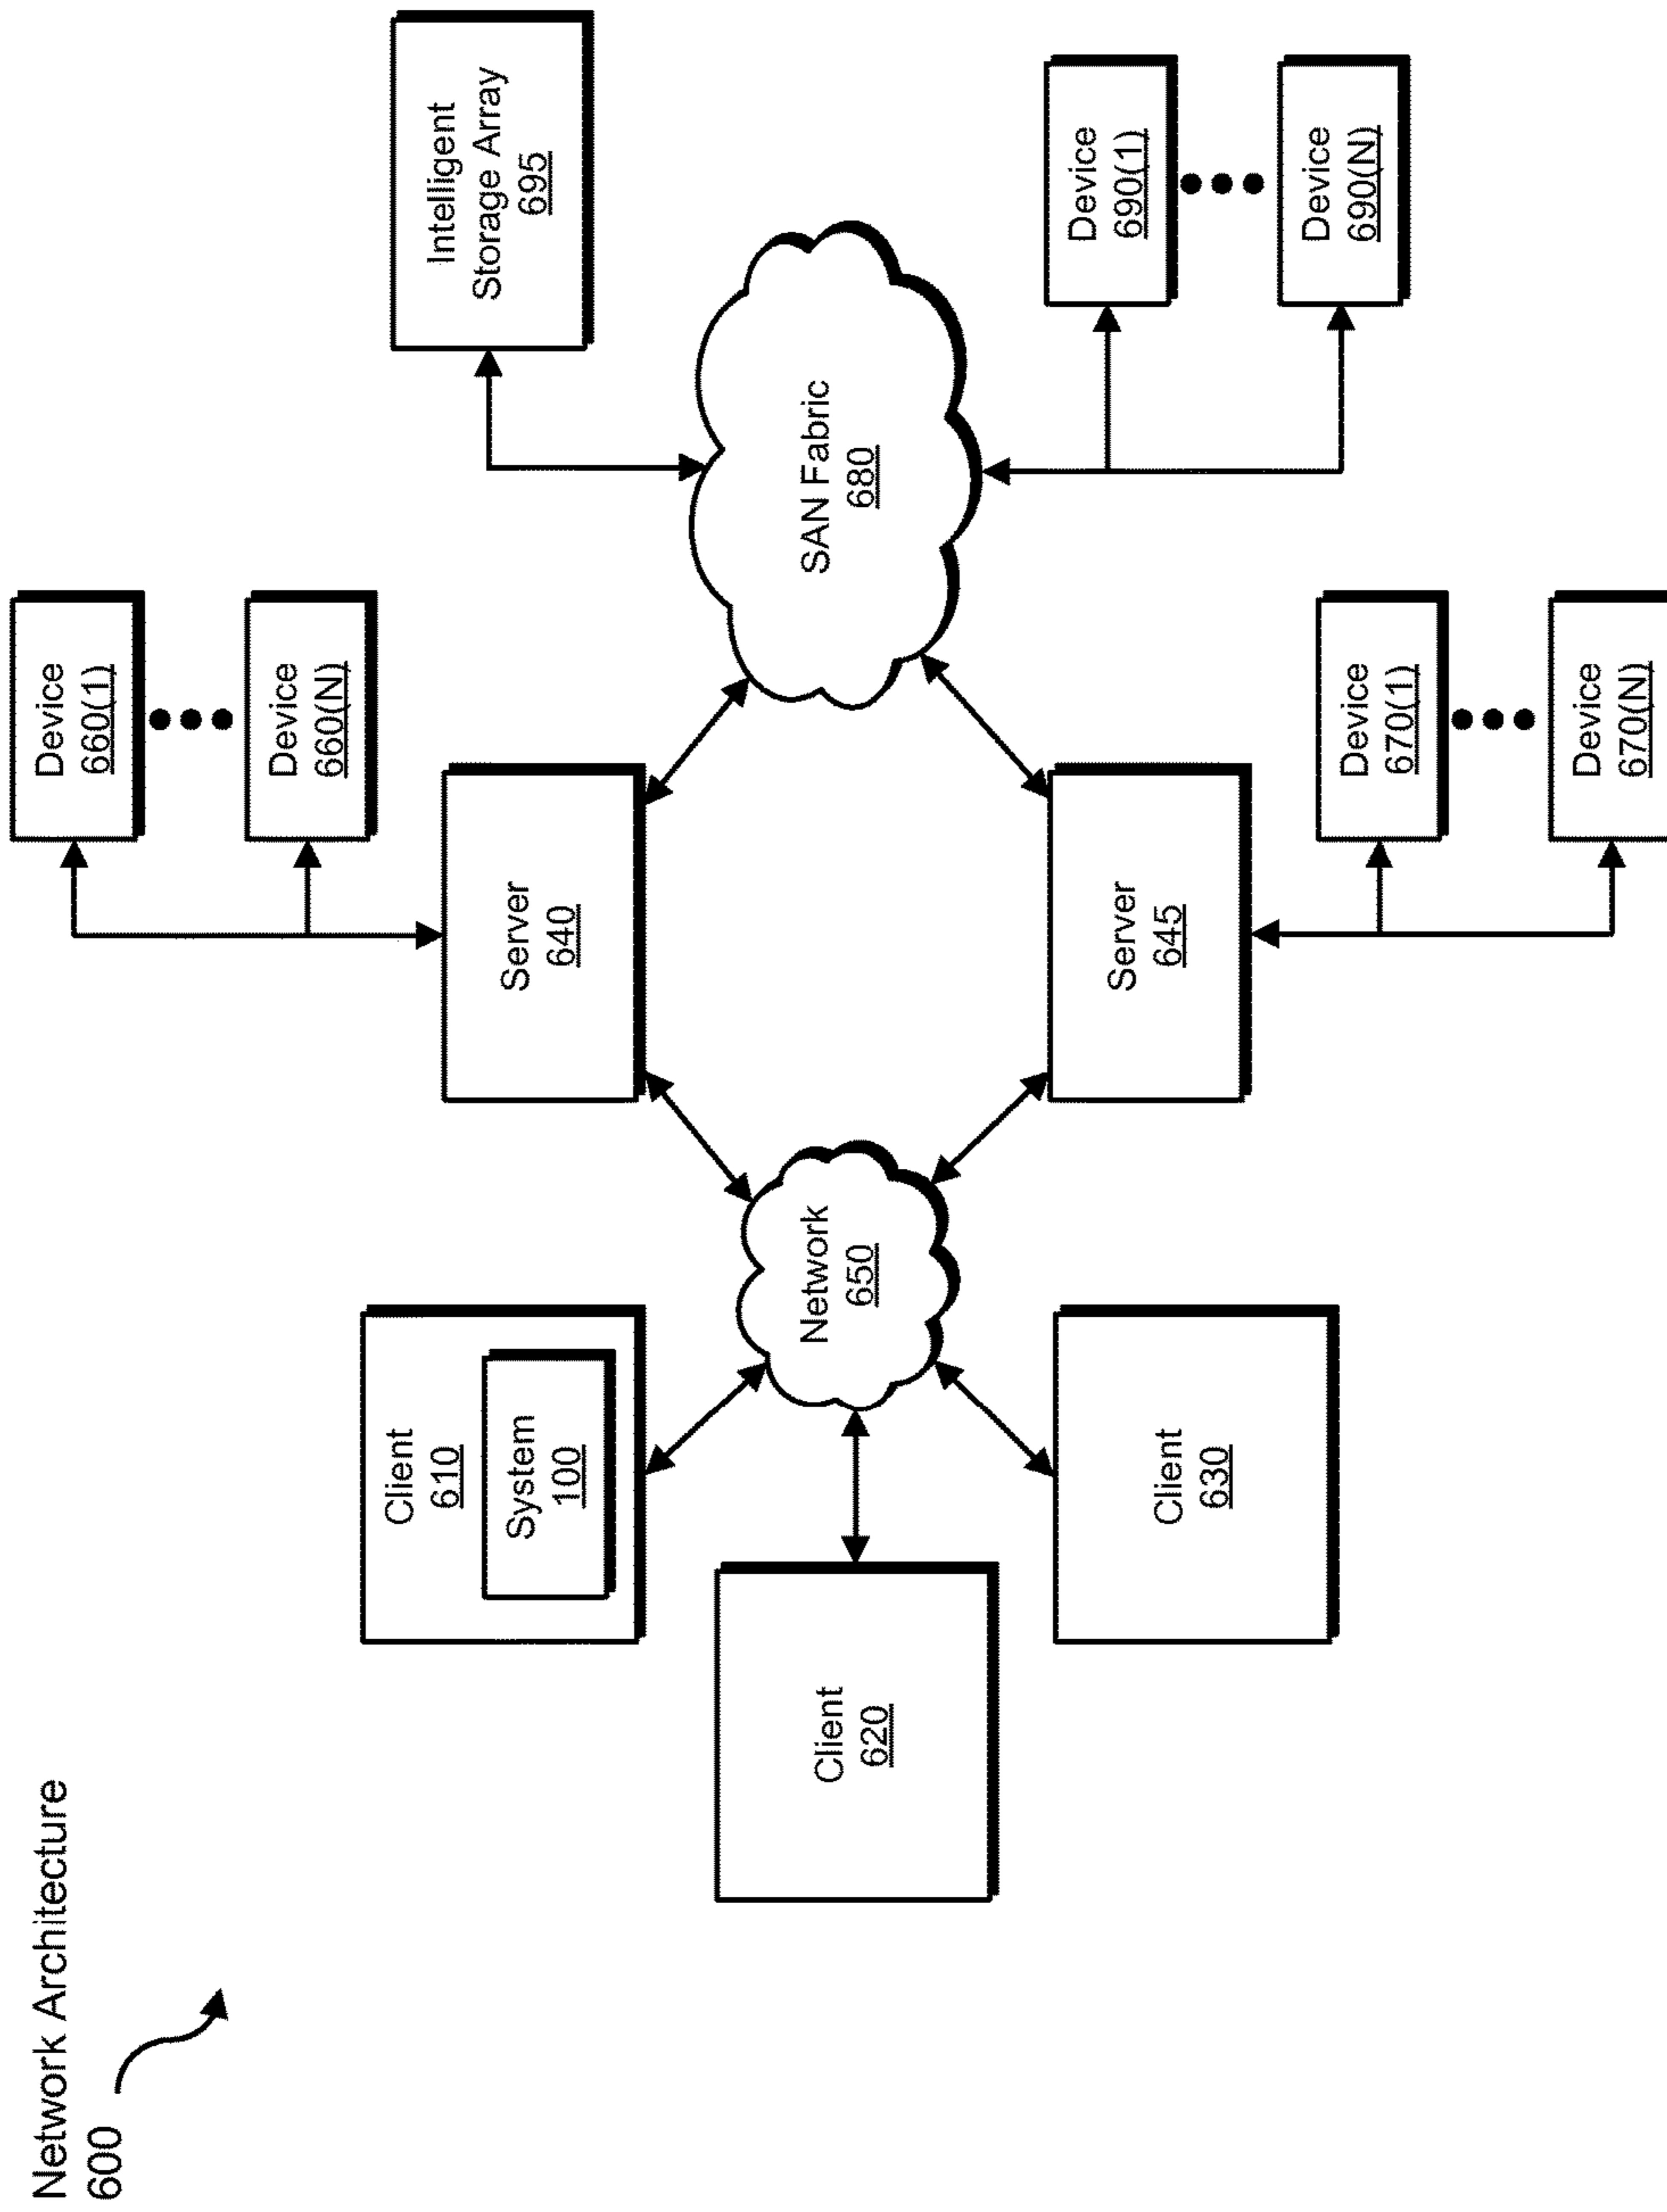 Network Architecture
600
Client
610
System
100
Client
620
Client
630
Network
650
Device
660(1)
Device
660(N)
Server
640
Server
645
Device
670(1)
Device
670(N)
SAN Fabric
680
Intelligent
Storage Array
695
Device
690(1)
Device
690(N)